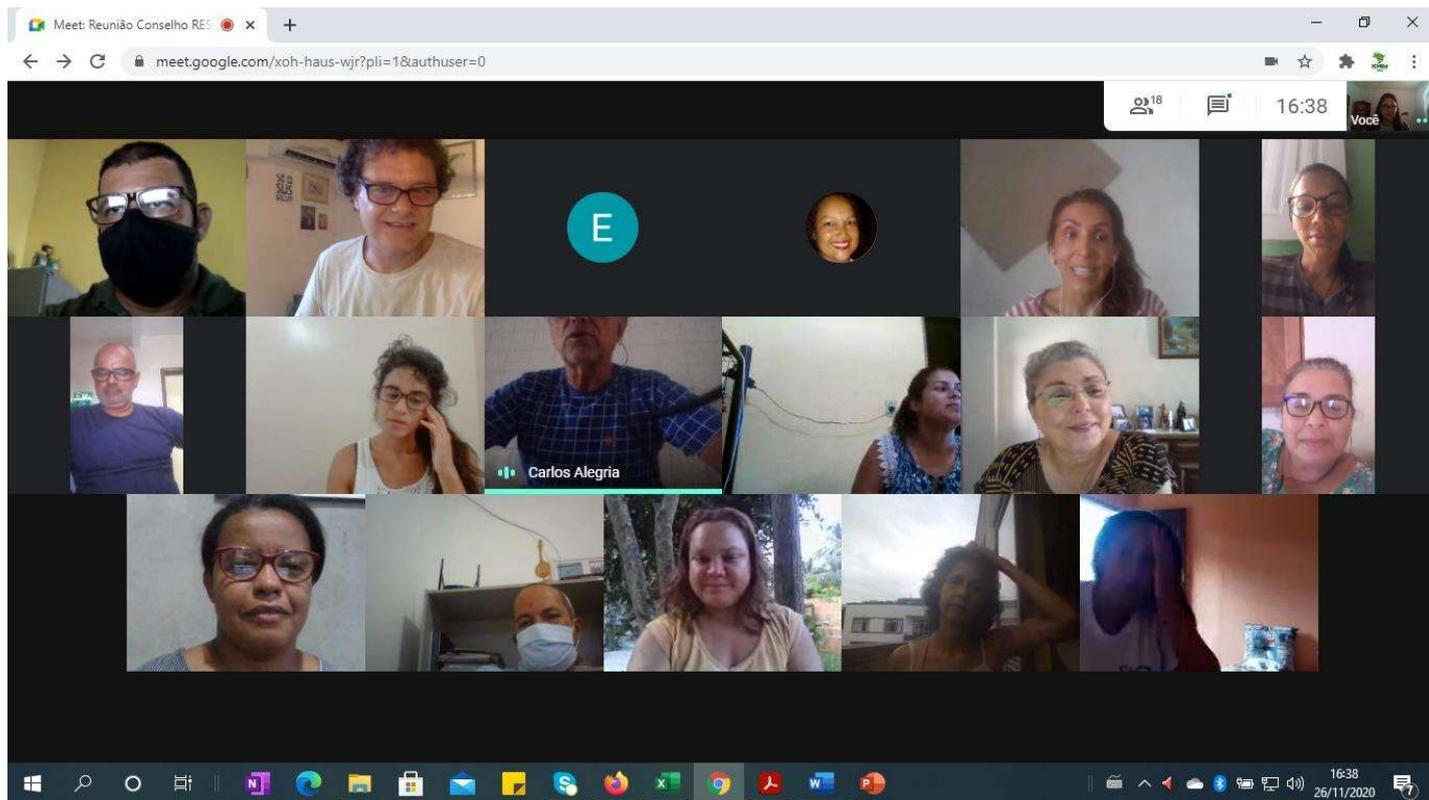 Meet: Reunião Conselho RES
meet.google.com/xoh-haus-wjr?pli=1&authuser=0
18
16:38
Você
E
Carlos Alegria
16:38
26/11/2020
7